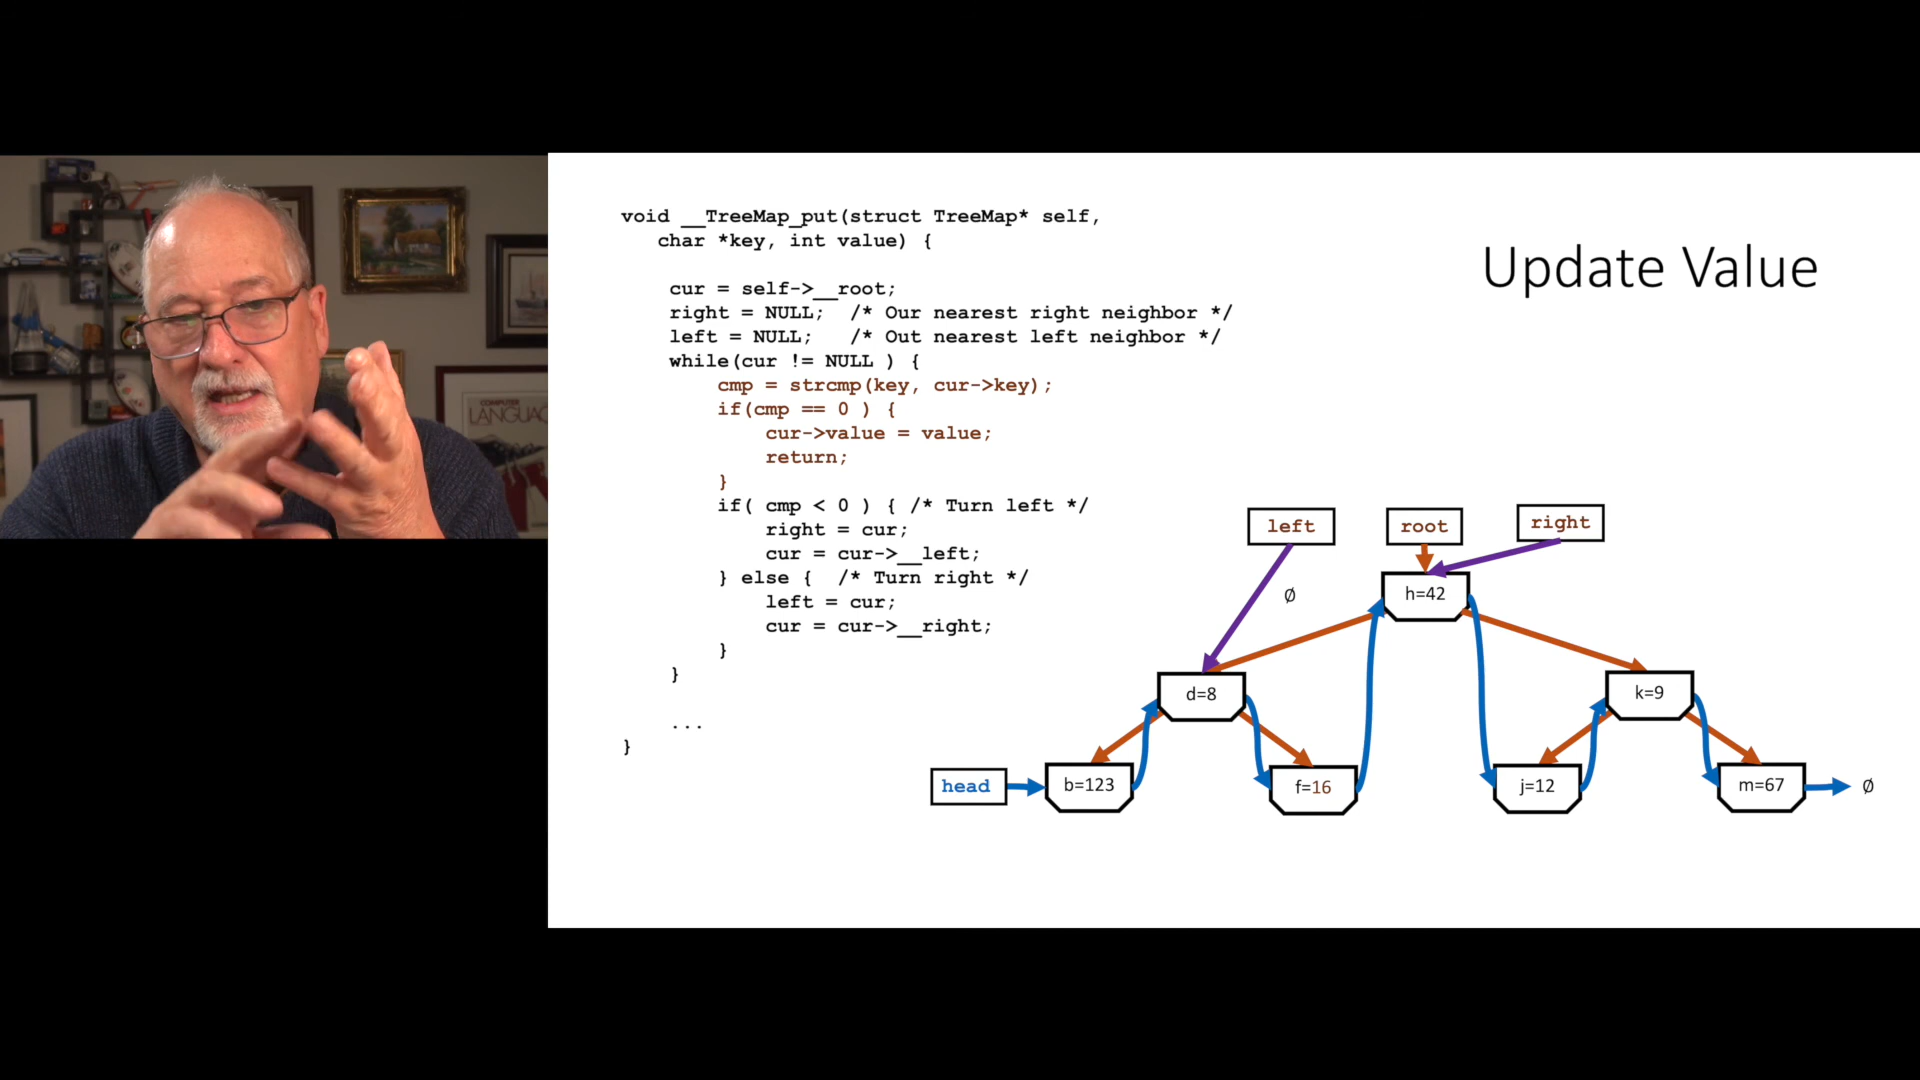 void __TreeMap_put(struct TreeMap* self,
char *key, int value) {
cur = self->__root;
right = NULL;  /* Our nearest right neighbor */
left = NULL;   /* Out nearest left neighbor */
while(cur != NULL ) {
cmp = strcmp(key, cur->key);
if(cmp == 0 ) {
cur->value = value;
return;
}
if( cmp < 0 ) { /* Turn left */
right = cur;
cur = cur->__left;
} else {  /* Turn right */
left = cur;
cur = cur->__right;
}
}
...
}
Update Value
left
root
right
∅
h=42
d=8
k=9
head
b=123
f=16
j=12
m=67
∅
COMPUTER
LANGUAG